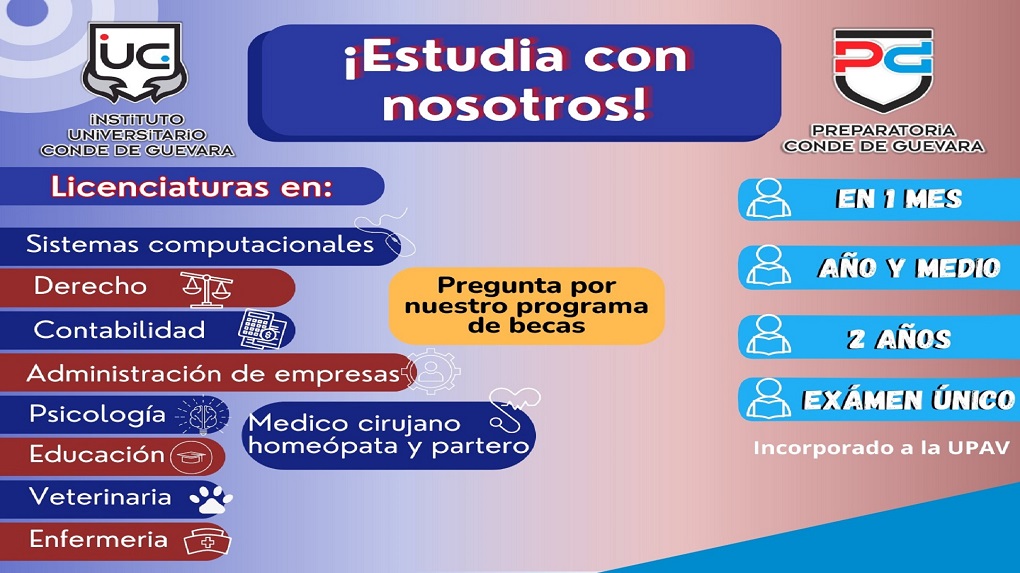 ¡Estudia con
nosotros!
UG
iNSTiTUTO
UNiVERSiTARiO
CONDE DE GUEVARA
PG
PREPARATORiA
CONDE DE GUEVARA
Licenciaturas en:
Sistemas computacionales
Derecho
Contabilidad
Administración de empresas
Psicología
Educación
Veterinaria
Enfermeria
Medico cirujano
homeópata y partero
Pregunta por
nuestro programa
de becas
EN 1 MES
AÑO Y MEDIO
2 AÑOS
EXÁMEN ÚNICO
Incorporado a la UPAV